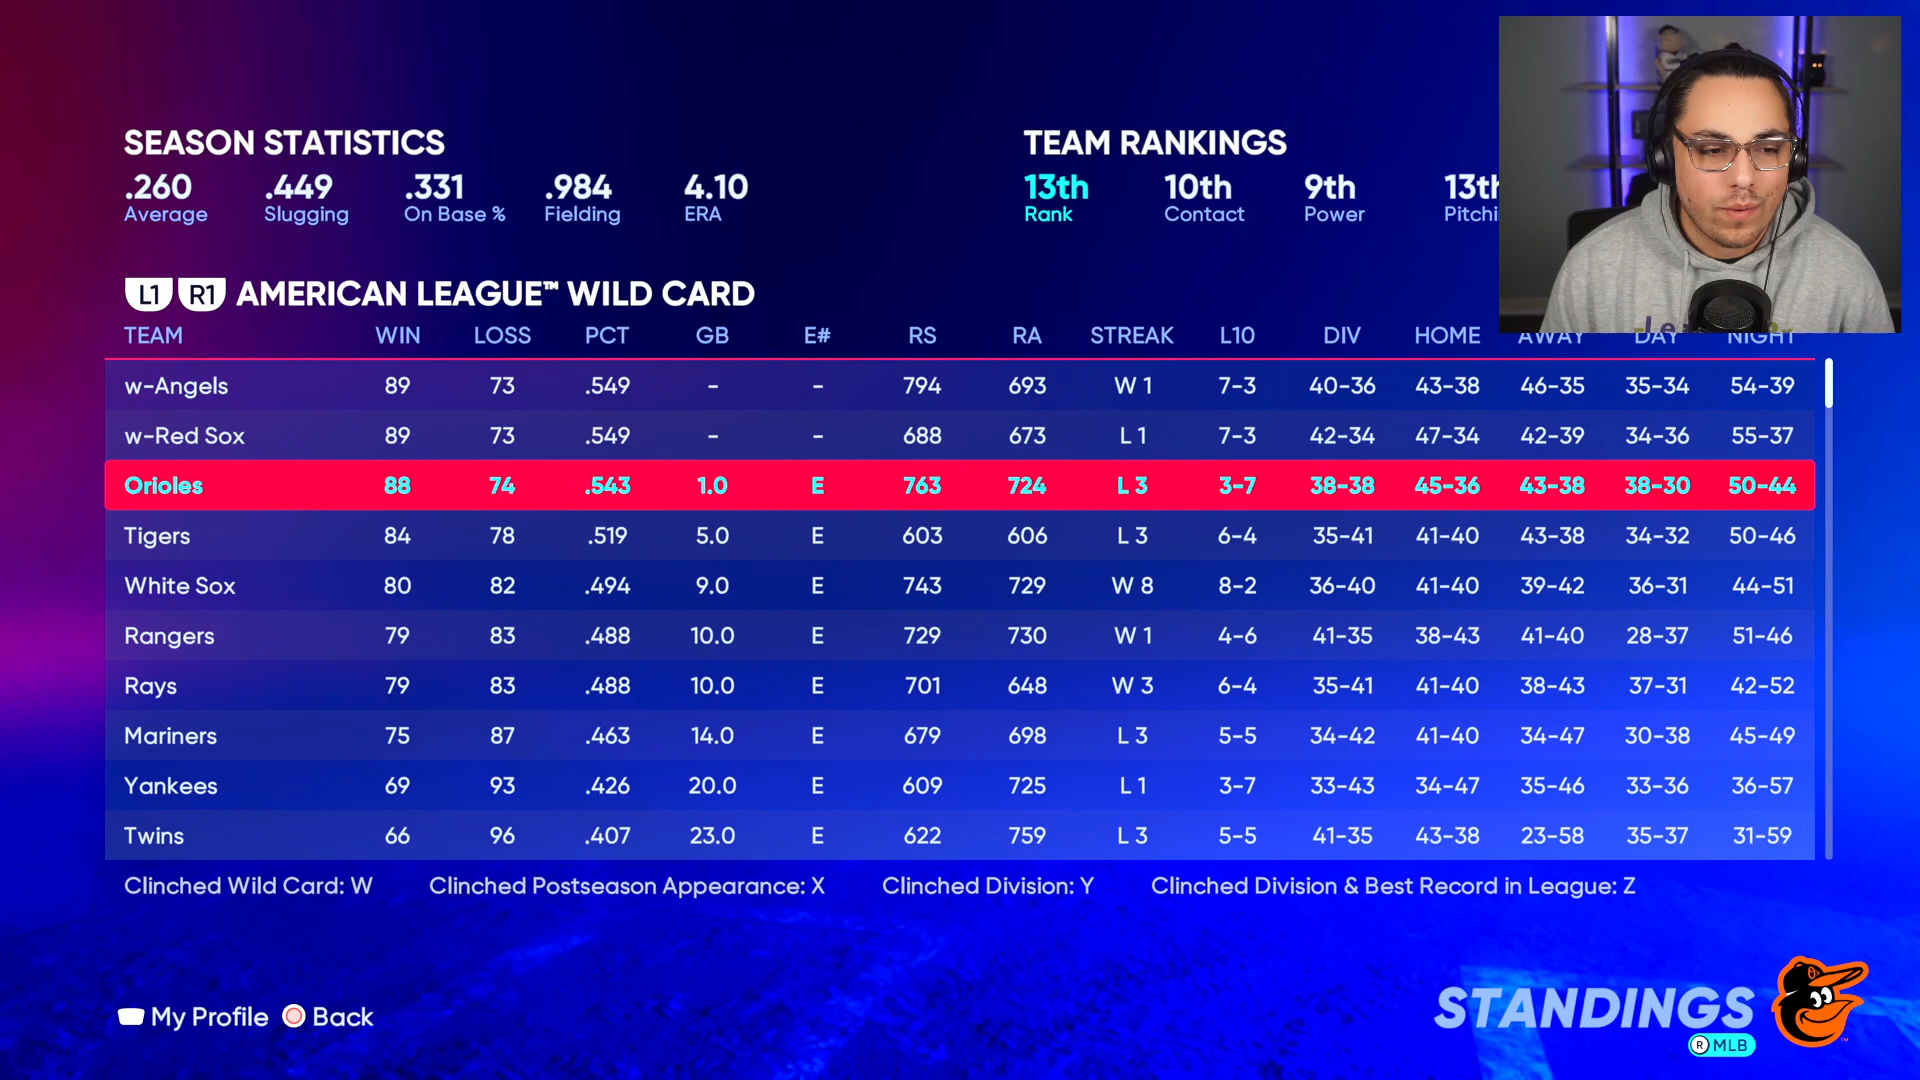 SEASON STATISTICS
.260 .449 .331 .984 4.10
Average Slugging On Base % Fielding ERA
TEAM RANKINGS
13th 10th 9th 13th
Rank Contact Power Pitchi
L1 R1 AMERICAN LEAGUE™ WILD CARD
TEAM WIN LOSS PCT GB E# RS RA STREAK L10 DIV HOME AWAY DAY NIGHT
w-Angels 89 73 .549 - - 794 693 W 1 7-3 40-36 43-38 46-35 35-34 54-39
w-Red Sox 89 73 .549 - - 688 673 L 1 7-3 42-34 47-34 42-39 34-36 55-37
Orioles 88 74 .543 1.0 E 763 724 L 3 3-7 38-38 45-36 43-38 38-30 50-44
Tigers 84 78 .519 5.0 E 603 606 L 3 6-4 35-41 41-40 43-38 34-32 50-46
White Sox 80 82 .494 9.0 E 743 729 W 8 8-2 36-40 41-40 39-42 36-31 44-51
Rangers 79 83 .488 10.0 E 729 730 W 1 4-6 41-35 38-43 41-40 28-37 51-46
Rays 79 83 .488 10.0 E 701 648 W 3 6-4 35-41 41-40 38-43 37-31 42-52
Mariners 75 87 .463 14.0 E 679 698 L 3 5-5 34-42 41-40 34-47 30-38 45-49
Yankees 69 93 .426 20.0 E 609 725 L 1 3-7 33-43 34-47 35-46 33-36 36-57
Twins 66 96 .407 23.0 E 622 759 L 3 5-5 41-35 43-38 23-58 35-37 31-59
Clinched Wild Card: W Clinched Postseason Appearance: X Clinched Division: Y Clinched Division & Best Record in League: Z
My Profile Back
STANDINGS
R MLB